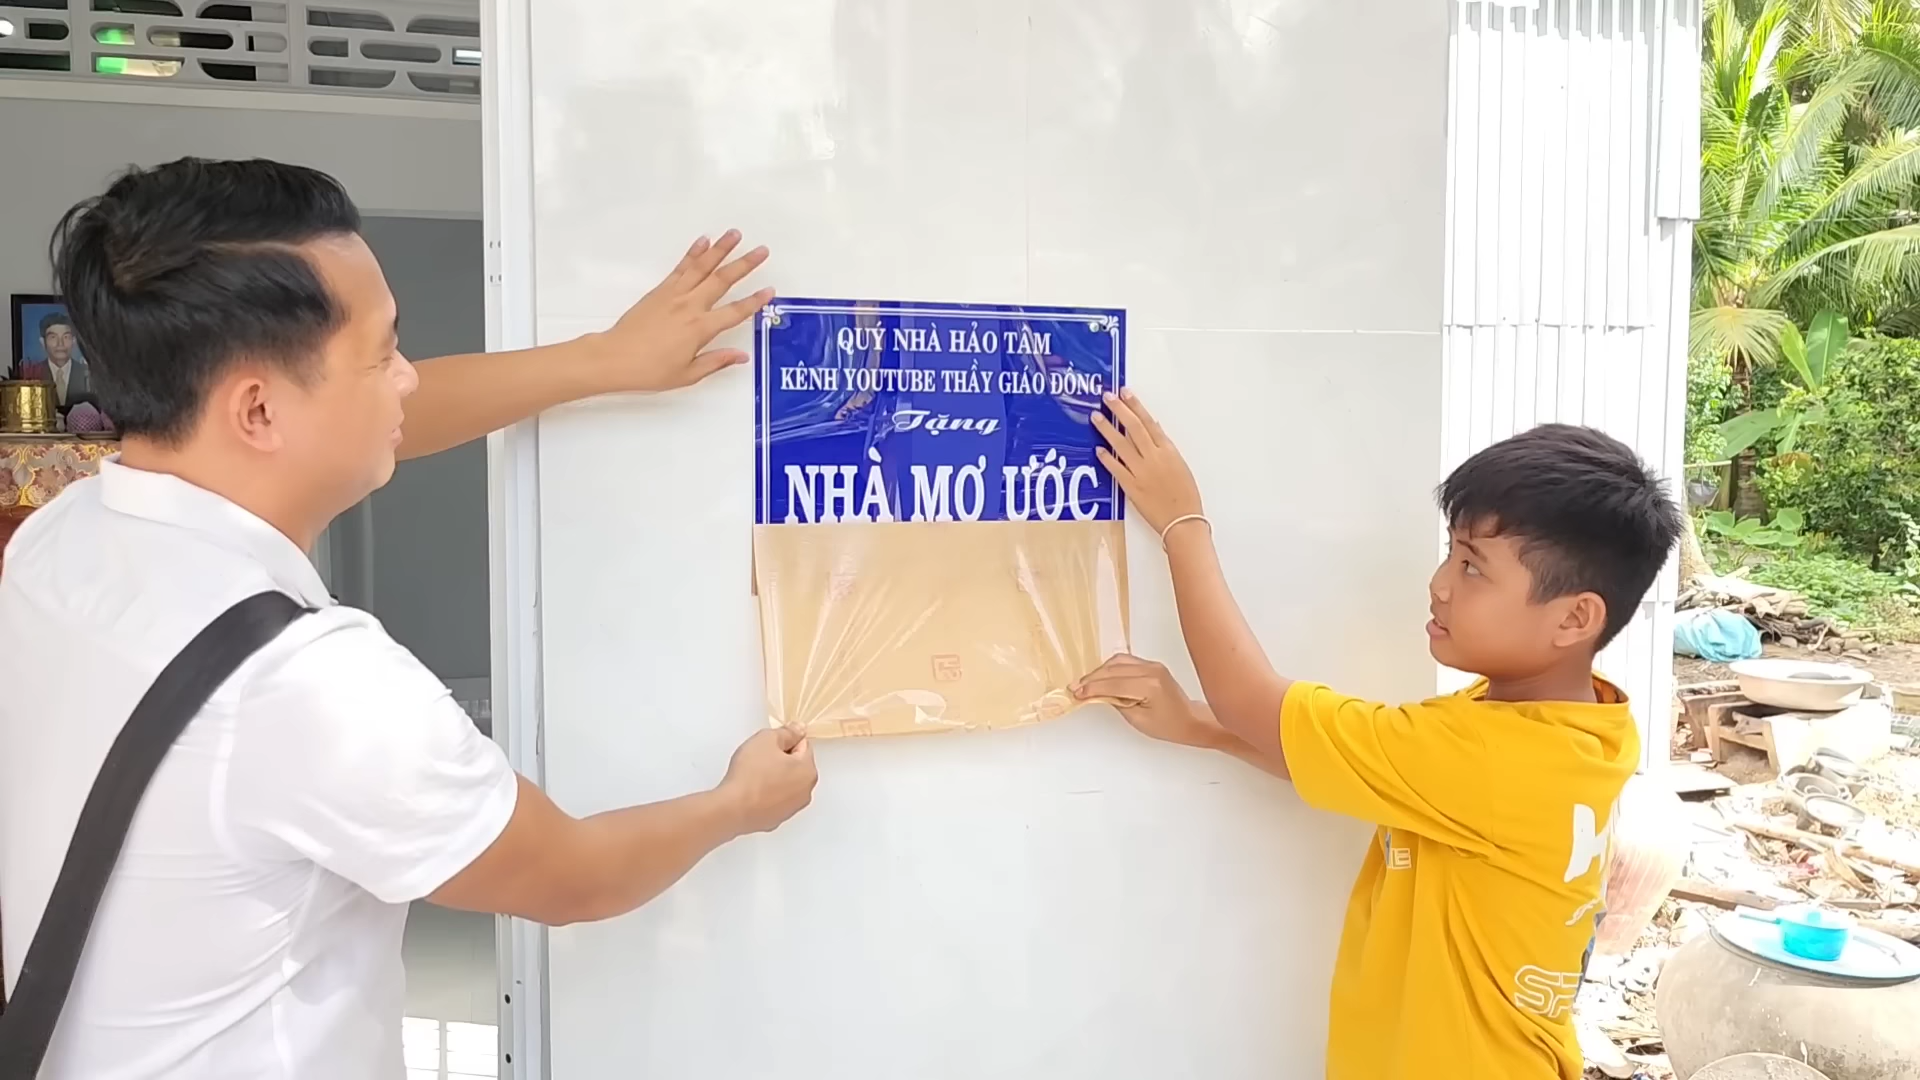 QUÝ NHÀ HẢO TÂM
KÊNH YOUTUBE THẦY GIÁO ĐỒNG
Tặng
NHÀ MƠ ƯỚC